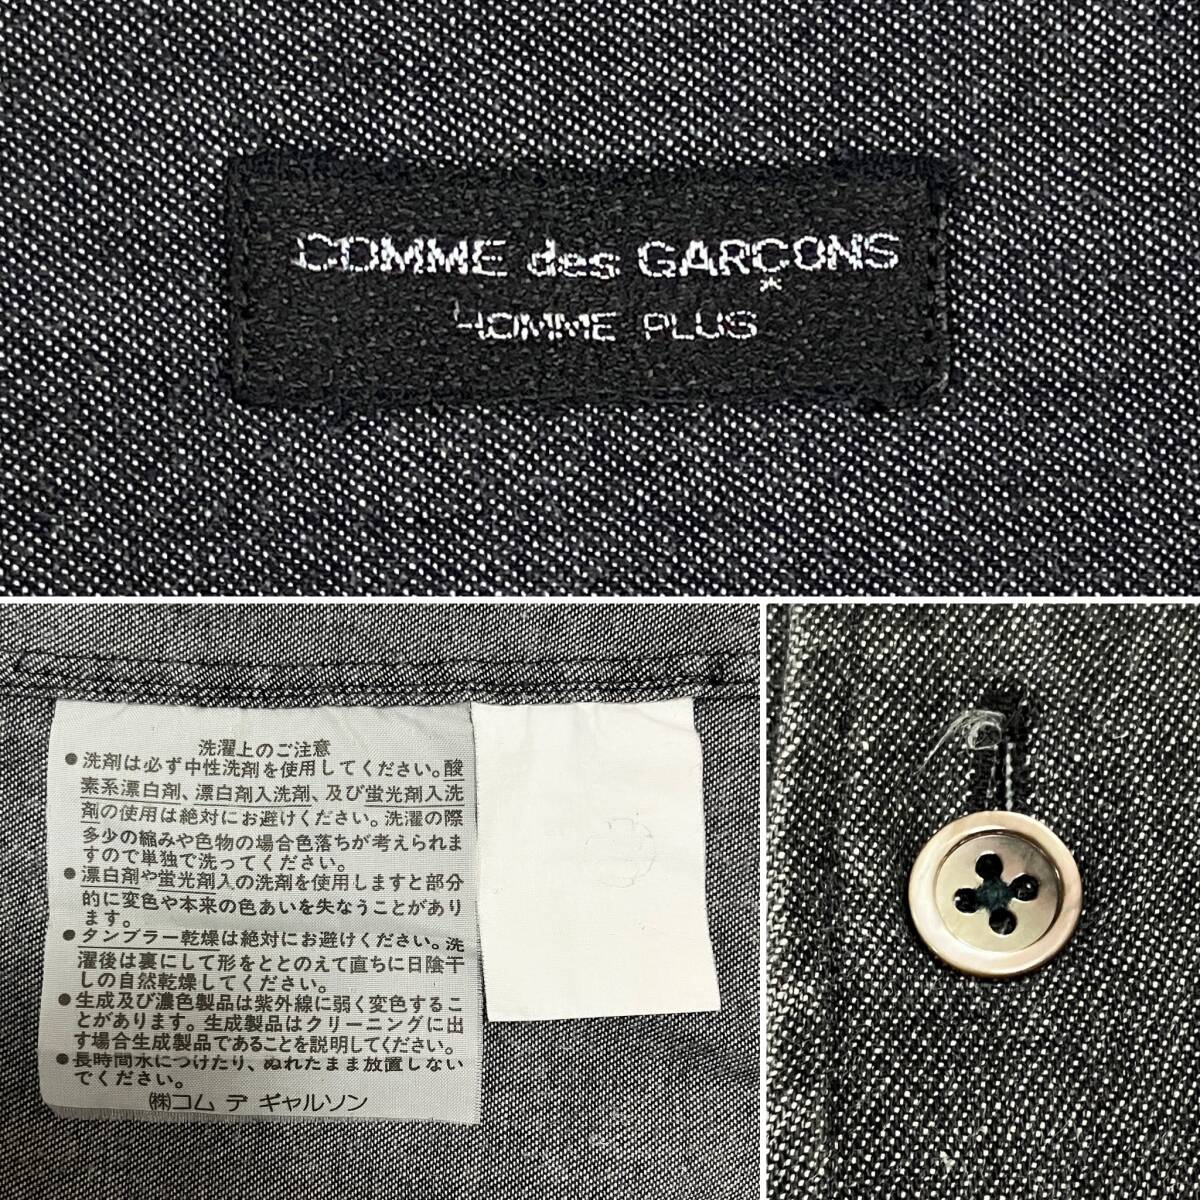 COMME des GARÇONS
HOMME PLUS
洗濯上のご注意
●洗剤は必ず中性洗剤を使用してください。酸
素系漂白剤、漂白剤入洗剤、及び蛍光剤入洗
剤の使用は絶対にお避けください。洗濯の際
多少の縮みや色物の場合色落ちが考えられま
すので単独で洗ってください。
●漂白剤や蛍光剤入の洗剤を使用しますと部分
的に変色や本来の色あいを失なうことがあり
ます。
●タンブラー乾燥は絶対にお避けください。洗
濯後は裏にして形をととのえて直ちに日陰干
しの自然乾燥してください。
●生成及び濃色製品は紫外線に弱く変色するこ
とがあります。生成製品はクリーニングに出
す場合生成製品であることを説明してください。
●長時間水につけたり、ぬれたまま放置しない
でください。
㈱コム デ ギャルソン